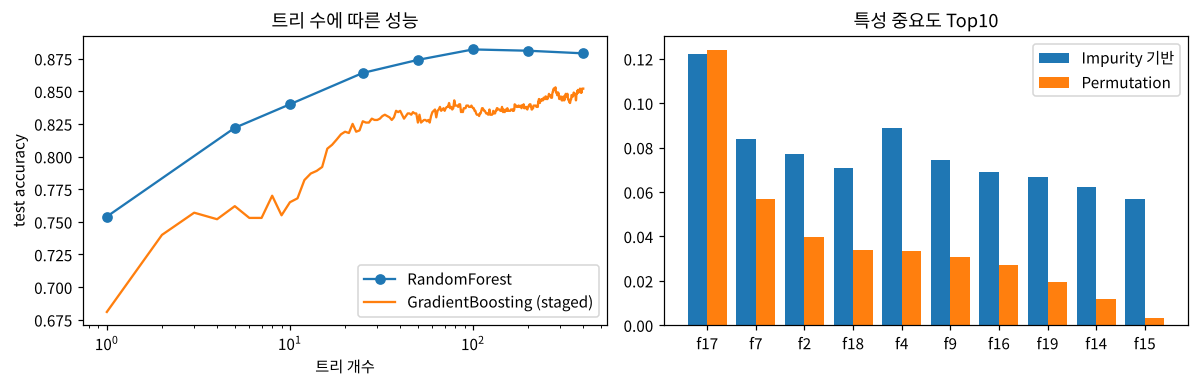 트리 수에 따른 성능
test accuracy
0.875
0.850
0.825
0.800
0.775
0.750
0.725
0.700
0.675
RandomForest
GradientBoosting (staged)
10⁰ 10¹ 10²
트리 개수
특성 중요도 Top10
0.12
0.10
0.08
0.06
0.04
0.02
0.00
Impurity 기반
Permutation
f17 f7 f2 f18 f4 f9 f16 f19 f14 f15